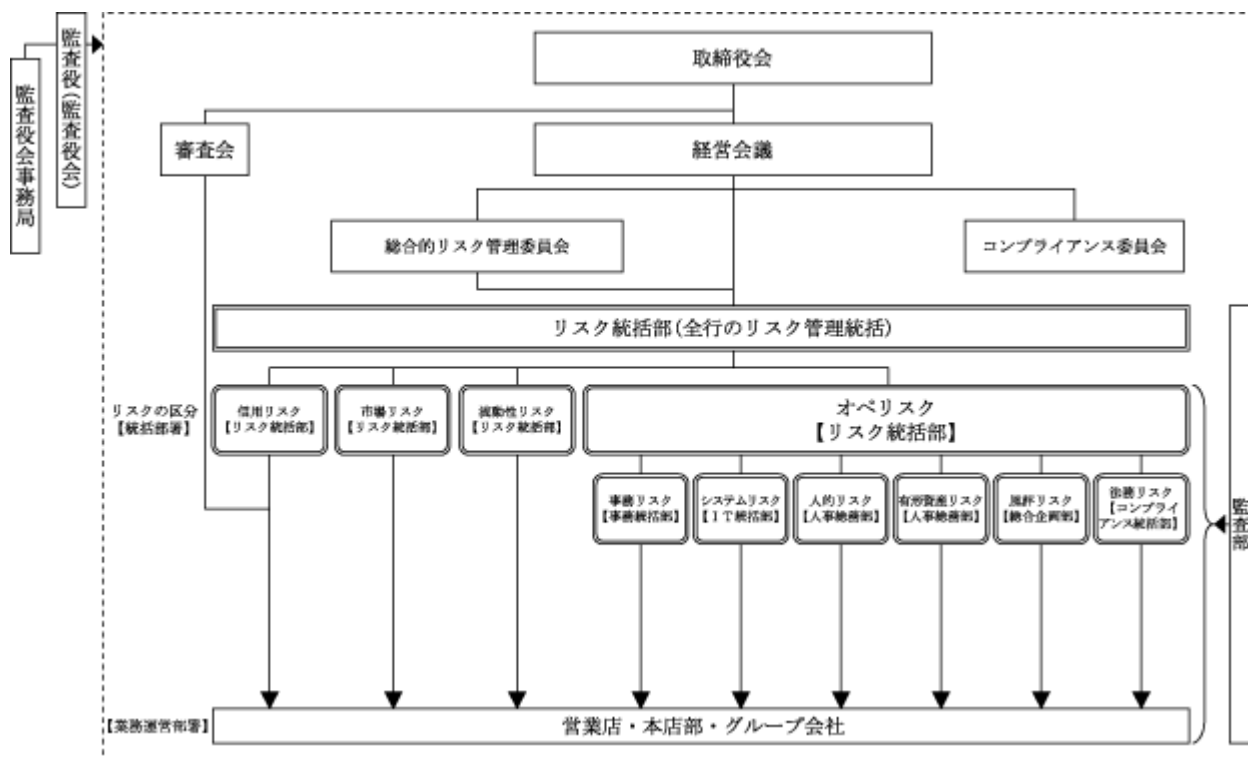 監査役会事務局
監査役(監査役会)
取締役会
審査会
経営会議
総合的リスク管理委員会
コンプライアンス委員会
リスク統括部(全行のリスク管理統括)
リスクの区分
【統括部署】
信用リスク
【リスク統括部】
市場リスク
【リスク統括部】
流動性リスク
【リスク統括部】
オペリスク
【リスク統括部】
事務リスク
【事務統括部】
システムリスク
【IT統括部】
人的リスク
【人事総務部】
有形資産リスク
【人事総務部】
風評リスク
【総合企画部】
法務リスク
【コンプライ
アンス統括部】
監査部
【業務運営部署】
営業店・本店部・グループ会社